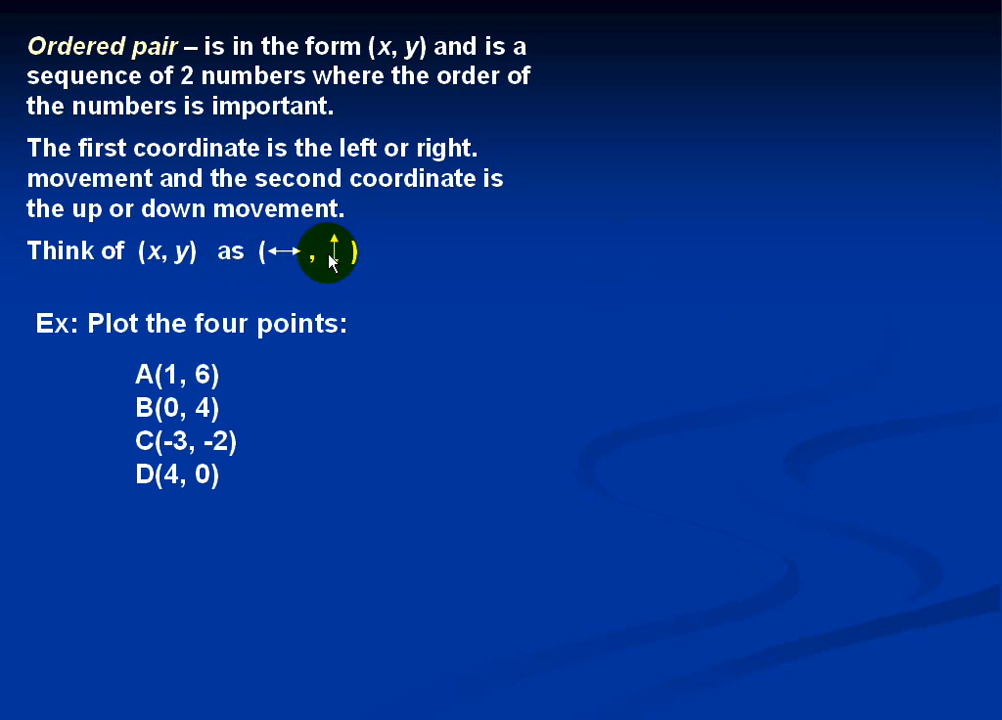 Ordered pair – is in the form (x, y) and is a
sequence of 2 numbers where the order of
the numbers is important.
The first coordinate is the left or right.
movement and the second coordinate is
the up or down movement.
Think of (x, y) as (↔, ↕)
Ex: Plot the four points:
A(1, 6)
B(0, 4)
C(-3, -2)
D(4, 0)